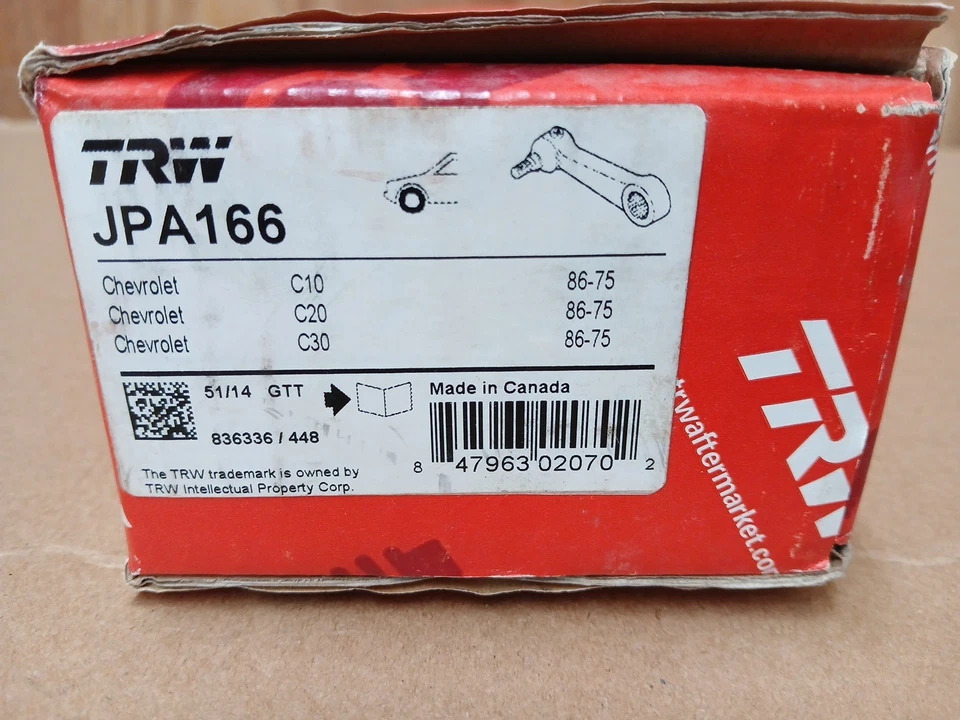 TRW
JPA166
Chevrolet C10 86-75
Chevrolet C20 86-75
Chevrolet C30 86-75
51/14 GTT
Made in Canada
836336 / 448
8 47963 02070 2
The TRW trademark is owned by
TRW Intellectual Property Corp.
trwaftermarket.com
TRW